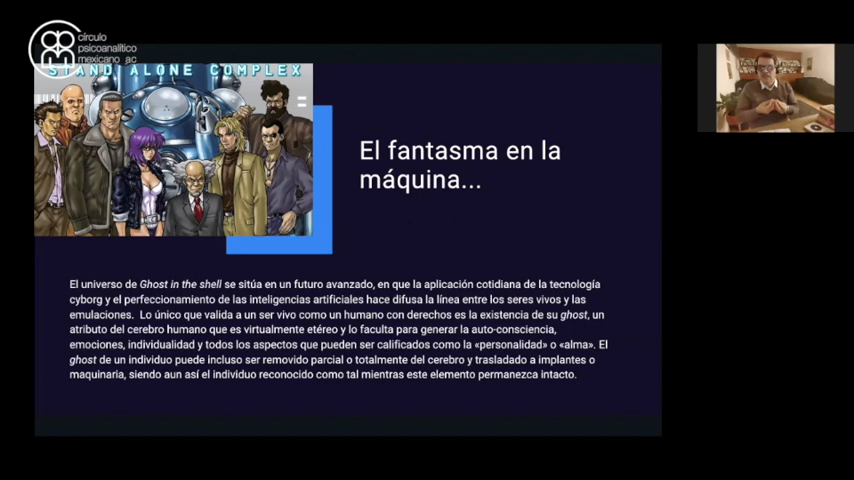 círculo
psicoanalítico
mexicano ac
STAND ALONE COMPLEX
El fantasma en la
máquina...
El universo de Ghost in the shell se sitúa en un futuro avanzado, en que la aplicación cotidiana de la tecnología
cyborg y el perfeccionamiento de las inteligencias artificiales hace difusa la línea entre los seres vivos y las
emulaciones. Lo único que valida a un ser vivo como un humano con derechos es la existencia de su ghost, un
atributo del cerebro humano que es virtualmente etéreo y lo faculta para generar la auto-consciencia,
emociones, individualidad y todos los aspectos que pueden ser calificados como la «personalidad» o «alma». El
ghost de un individuo puede incluso ser removido parcial o totalmente del cerebro y trasladado a implantes o
maquinaria, siendo aun así el individuo reconocido como tal mientras este elemento permanezca intacto.